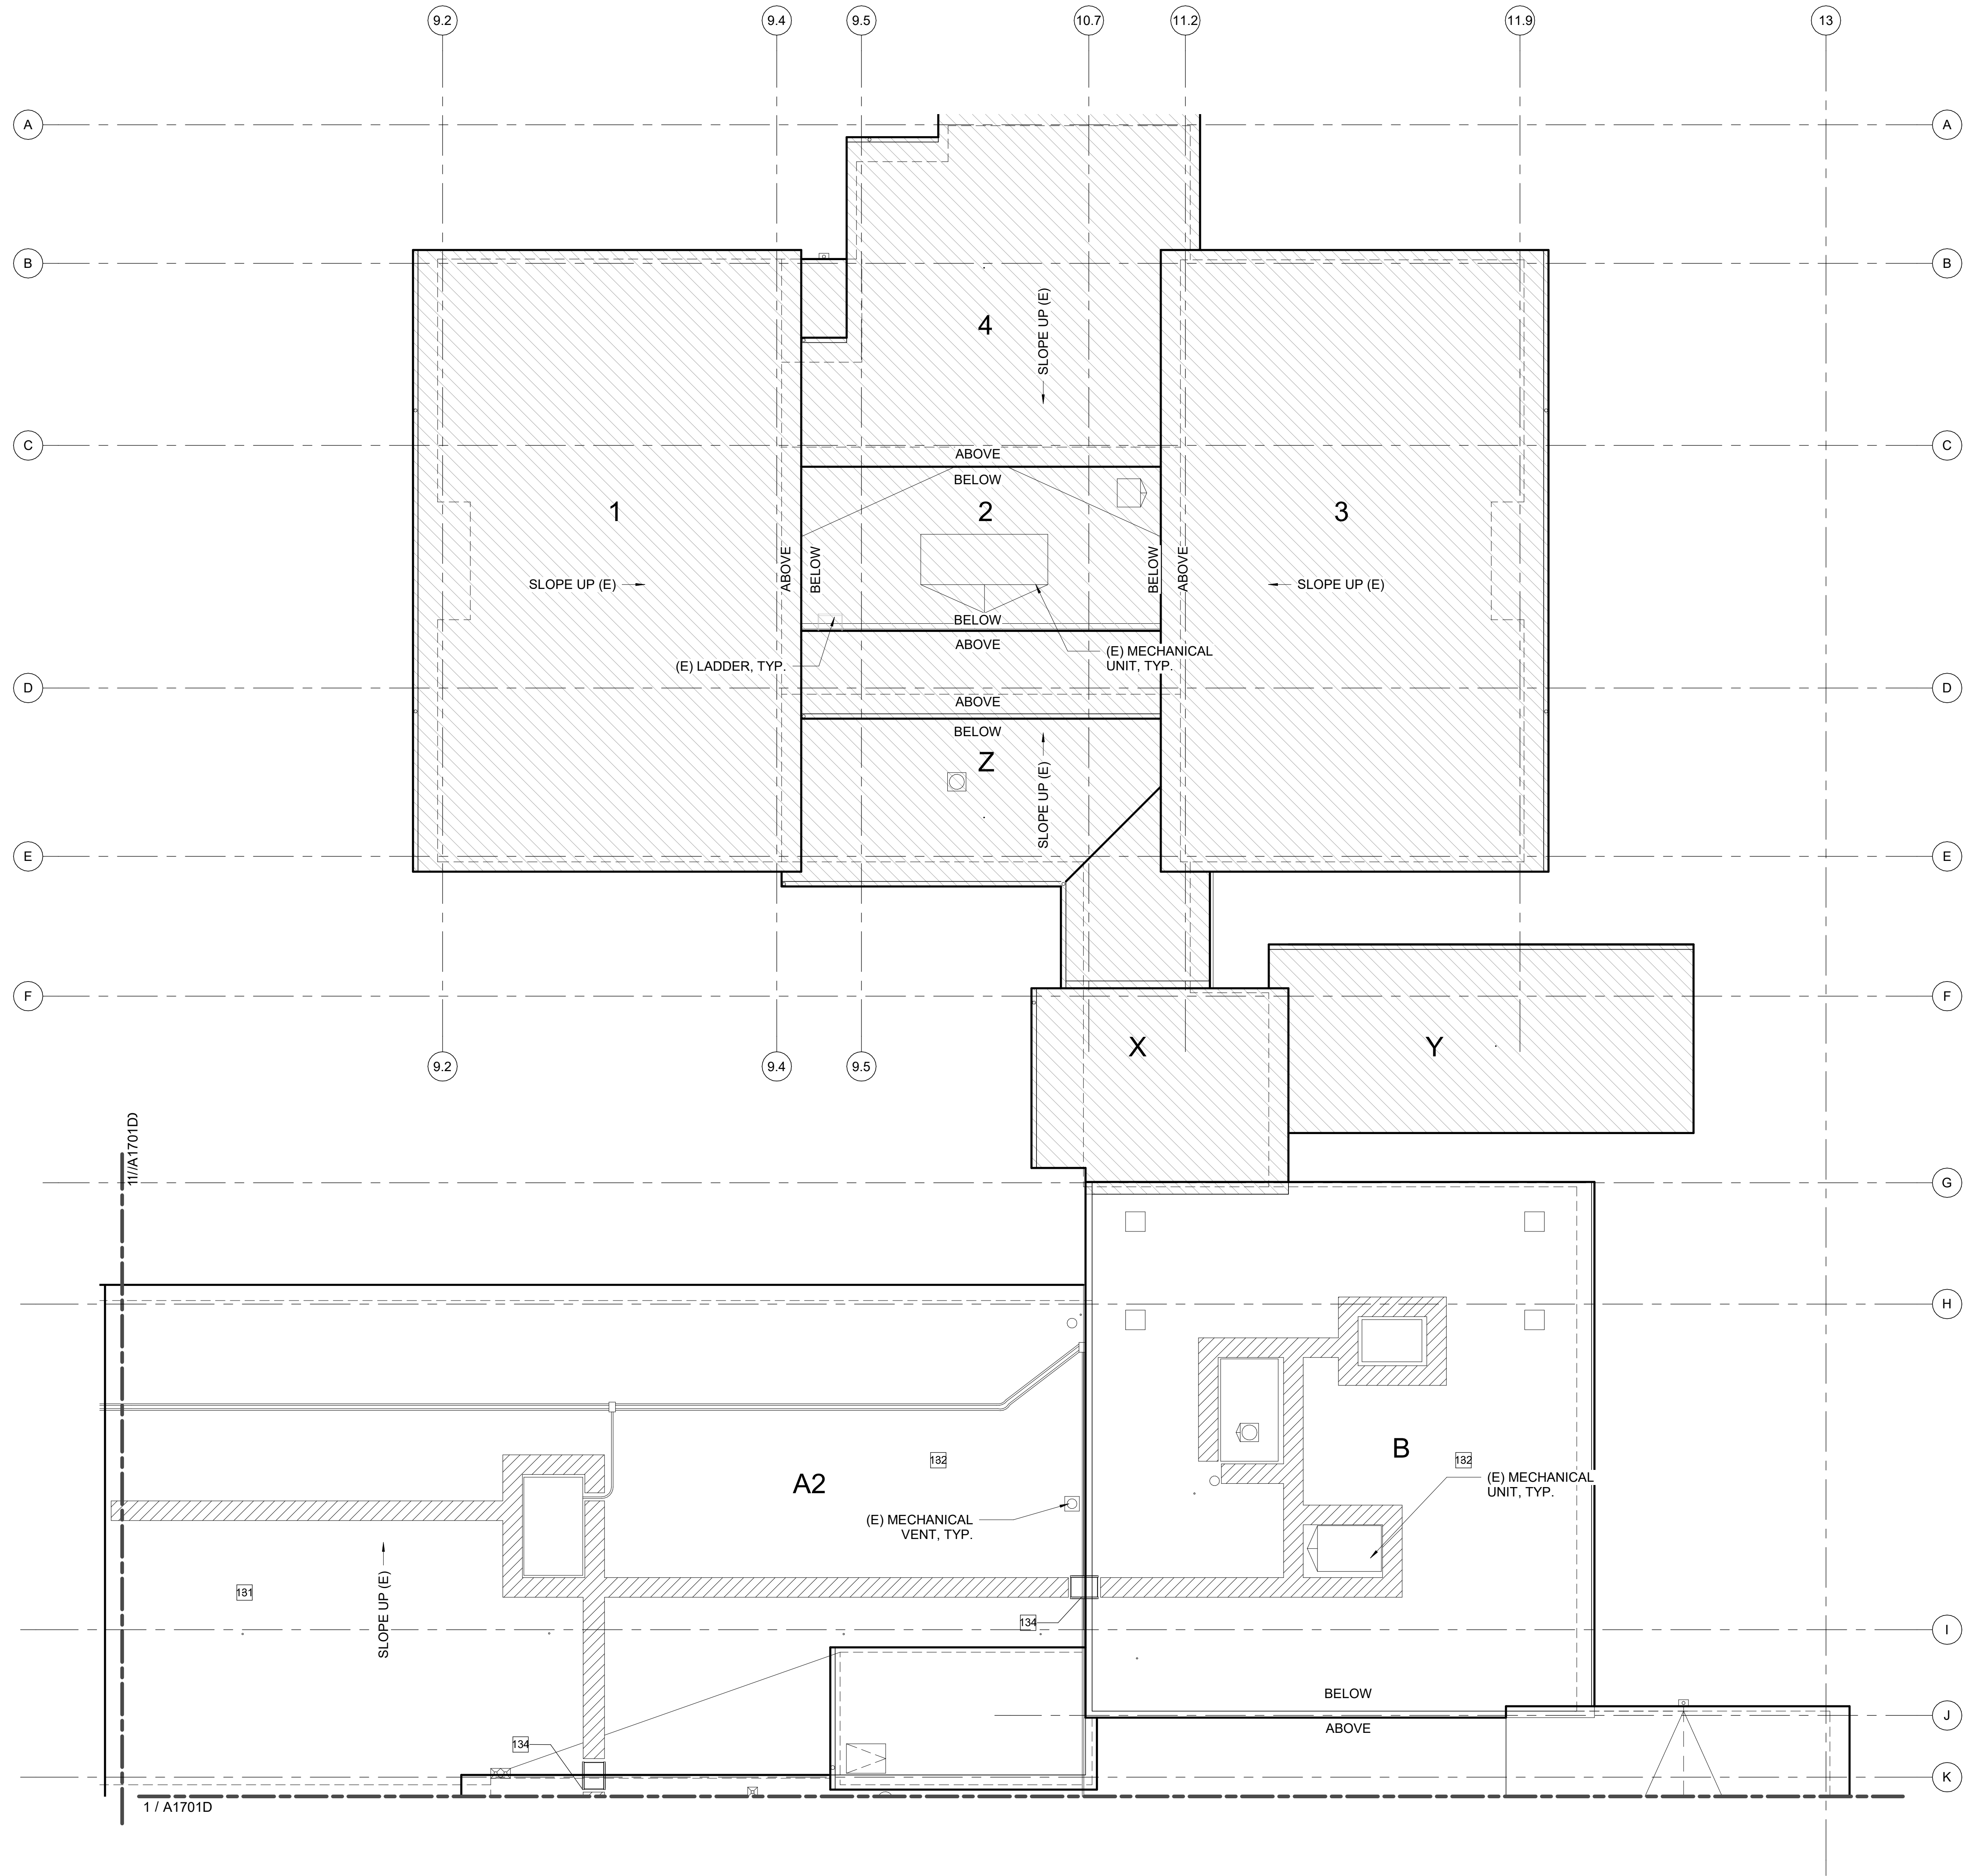 9.2
9.4
9.5
10.7
11.2
11.9
13
A
A
B
B
SLOPE UP (E)
4
C
C
ABOVE
BELOW
1
2
3
ABOVE
BELOW
BELOW
ABOVE
SLOPE UP (E)
SLOPE UP (E)
BELOW
ABOVE
(E) LADDER, TYP.
(E) MECHANICAL
UNIT, TYP.
D
D
ABOVE
BELOW
Z
SLOPE UP (E)
E
E
F
F
X
Y
9.2
9.4
9.5
1//A1701D
G
H
132
B
132
A2
(E) MECHANICAL
UNIT, TYP.
(E) MECHANICAL
VENT, TYP.
131
SLOPE UP (E)
134
I
BELOW
J
ABOVE
134
K
1 / A1701D